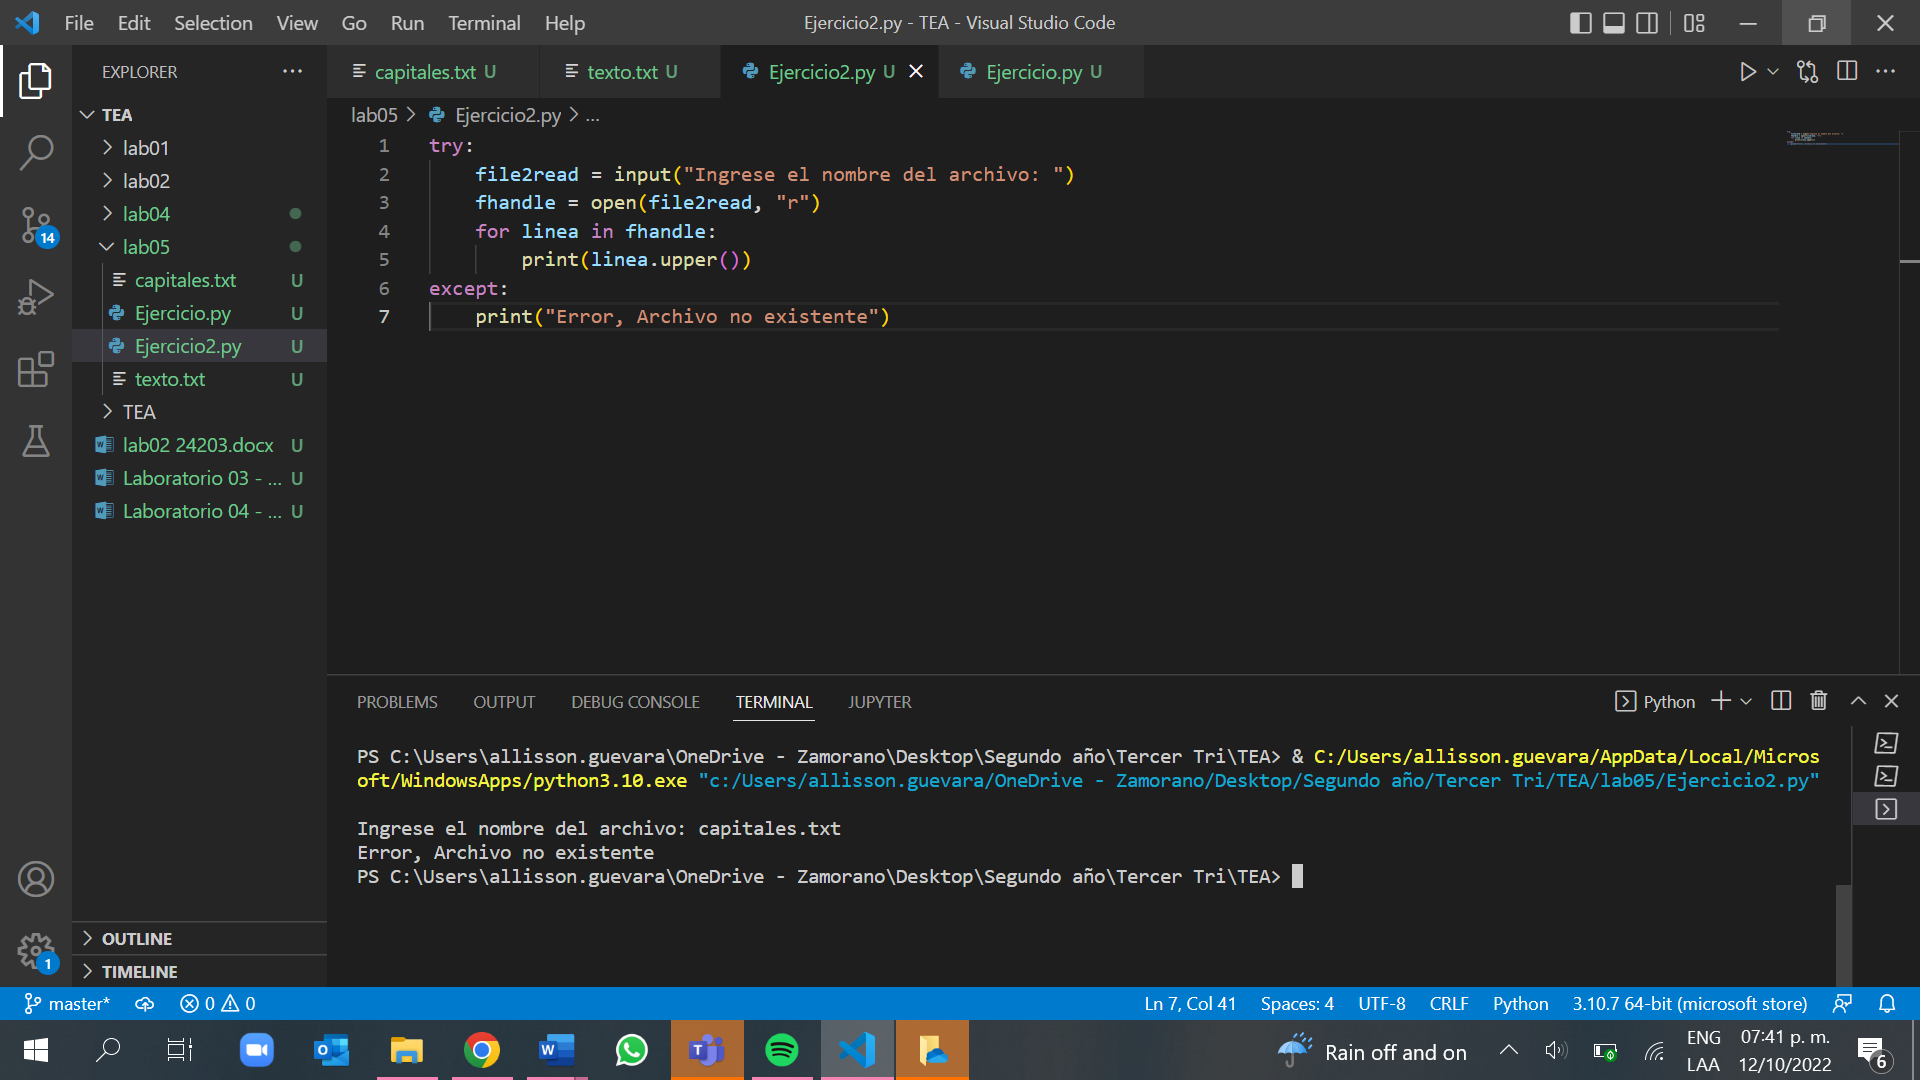 File Edit Selection View Go Run Terminal Help
Ejercicio2.py - TEA - Visual Studio Code
EXPLORER
capitales.txt U
texto.txt U
Ejercicio2.py U
Ejercicio.py U
TEA
lab01
lab02
lab04
lab05
capitales.txt U
Ejercicio.py U
Ejercicio2.py U
texto.txt U
TEA
lab02 24203.docx U
Laboratorio 03 - ... U
Laboratorio 04 - ... U
OUTLINE
TIMELINE
14
1
lab05 > Ejercicio2.py > ...
1 try:
2 file2read = input("Ingrese el nombre del archivo: ")
3 fhandle = open(file2read, "r")
4 for linea in fhandle:
5 print(linea.upper())
6 except:
7 print("Error, Archivo no existente")
PROBLEMS OUTPUT DEBUG CONSOLE TERMINAL JUPYTER
Python
PS C:\Users\allisson.guevara\OneDrive - Zamorano\Desktop\Segundo año\Tercer Tri\TEA> & C:/Users/allisson.guevara/AppData/Local/Micros
oft/WindowsApps/python3.10.exe "c:/Users/allisson.guevara/OneDrive - Zamorano/Desktop/Segundo año/Tercer Tri/TEA/lab05/Ejercicio2.py"
Ingrese el nombre del archivo: capitales.txt
Error, Archivo no existente
PS C:\Users\allisson.guevara\OneDrive - Zamorano\Desktop\Segundo año\Tercer Tri\TEA>
master* 0 0
Ln 7, Col 41 Spaces: 4 UTF-8 CRLF Python 3.10.7 64-bit (microsoft store)
Rain off and on
ENG
LAA
07:41 p. m.
12/10/2022
6